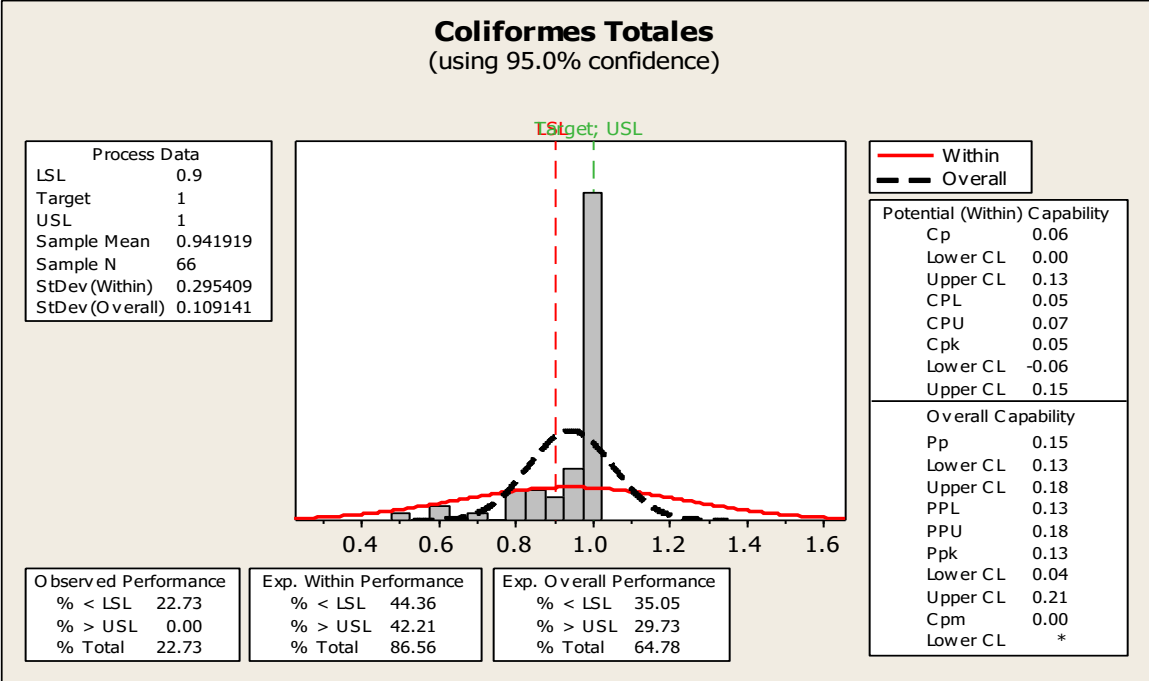 Coliformes Totales
(using 95.0% confidence)
LSL
Target; USL
Process Data
LSL 0.9
Target 1
USL 1
Sample Mean 0.941919
Sample N 66
StDev(Within) 0.295409
StDev(Overall) 0.109141
Within
Overall
Potential (Within) Capability
Cp 0.06
Lower CL 0.00
Upper CL 0.13
CPL 0.05
CPU 0.07
Cpk 0.05
Lower CL -0.06
Upper CL 0.15
Overall Capability
Pp 0.15
Lower CL 0.13
Upper CL 0.18
PPL 0.13
PPU 0.18
Ppk 0.13
Lower CL 0.04
Upper CL 0.21
Cpm 0.00
Lower CL *
0.4 0.6 0.8 1.0 1.2 1.4 1.6
Observed Performance
% < LSL 22.73
% > USL 0.00
% Total 22.73
Exp. Within Performance
% < LSL 44.36
% > USL 42.21
% Total 86.56
Exp. Overall Performance
% < LSL 35.05
% > USL 29.73
% Total 64.78